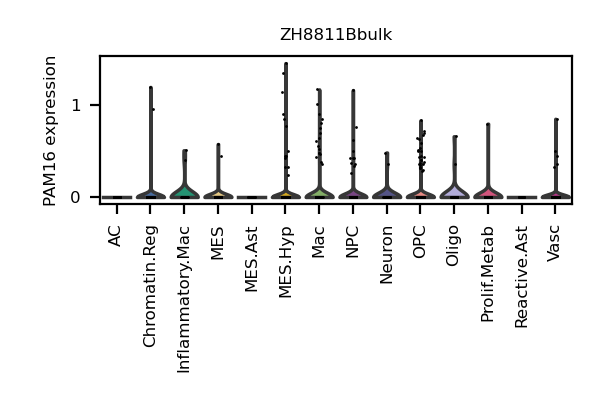 ZH8811Bbulk
PAM16 expression
1
0
AC
Chromatin.Reg
Inflammatory.Mac
MES
MES.Ast
MES.Hyp
Mac
NPC
Neuron
OPC
Oligo
Prolif.Metab
Reactive.Ast
Vasc